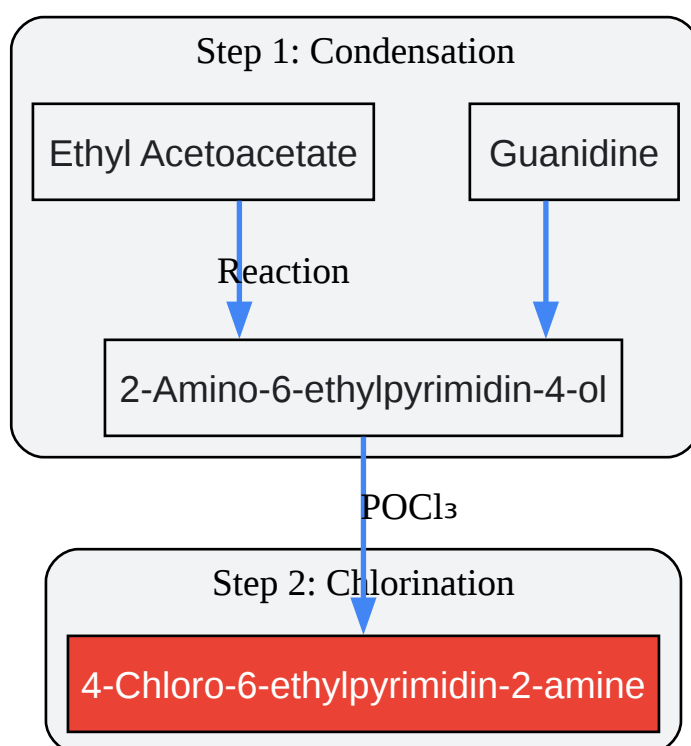 Step 1: Condensation
Ethyl Acetoacetate
Guanidine
Reaction
2-Amino-6-ethylpyrimidin-4-ol
POCl₃
Step 2: Chlorination
4-Chloro-6-ethylpyrimidin-2-amine